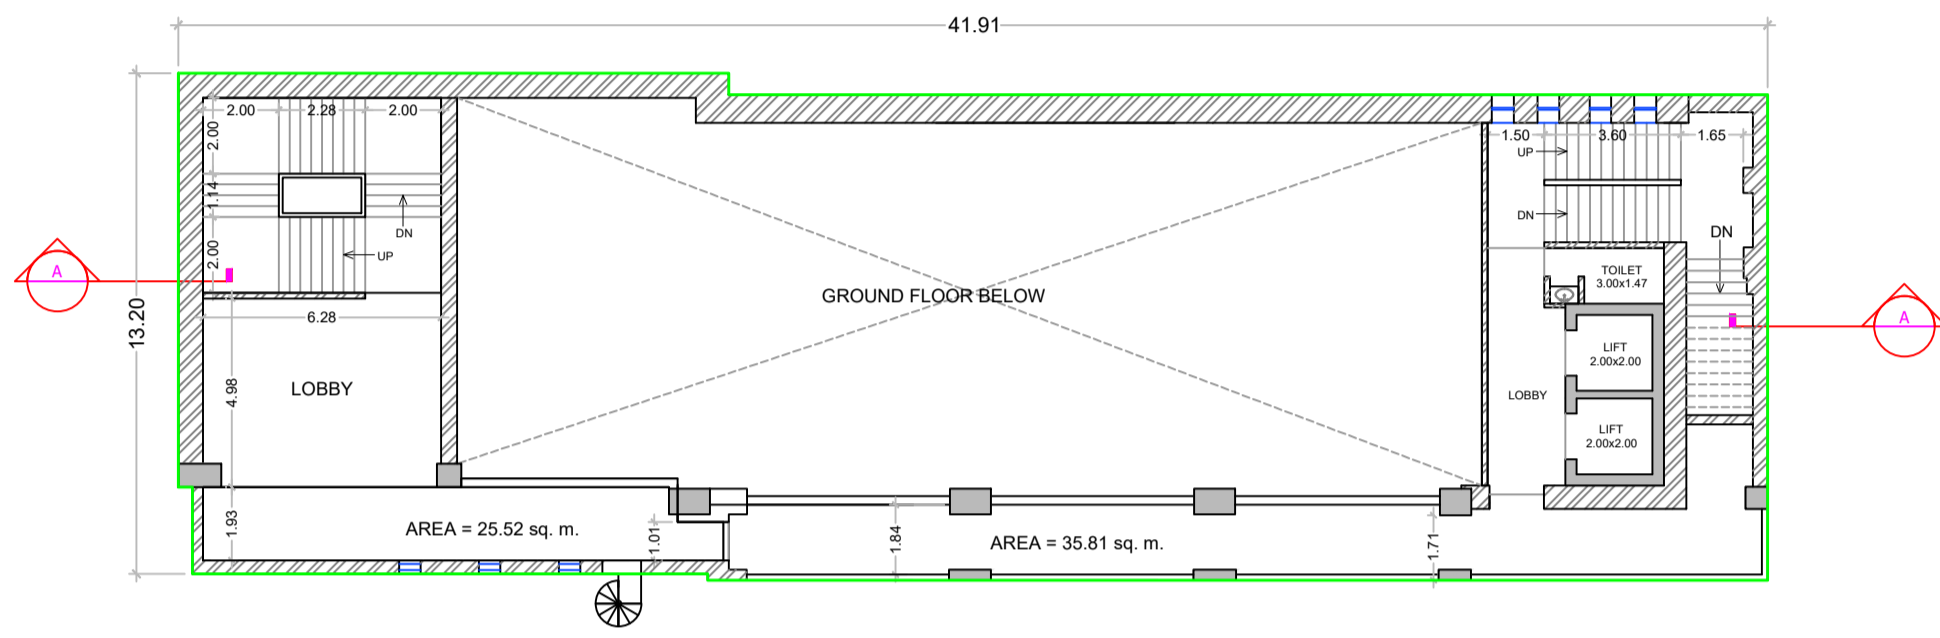 41.91
2.00
2.28
2.00
2.00
1.14
2.00
DN
UP
1.50
3.60
1.65
UP
DN
DN
A
A
13.20
TOILET
3.00x1.47
GROUND FLOOR BELOW
6.28
LOBBY
4.98
LIFT
2.00x2.00
LOBBY
LIFT
2.00x2.00
1.93
AREA = 25.52 sq. m.
1.01
1.84
AREA = 35.81 sq. m.
1.71